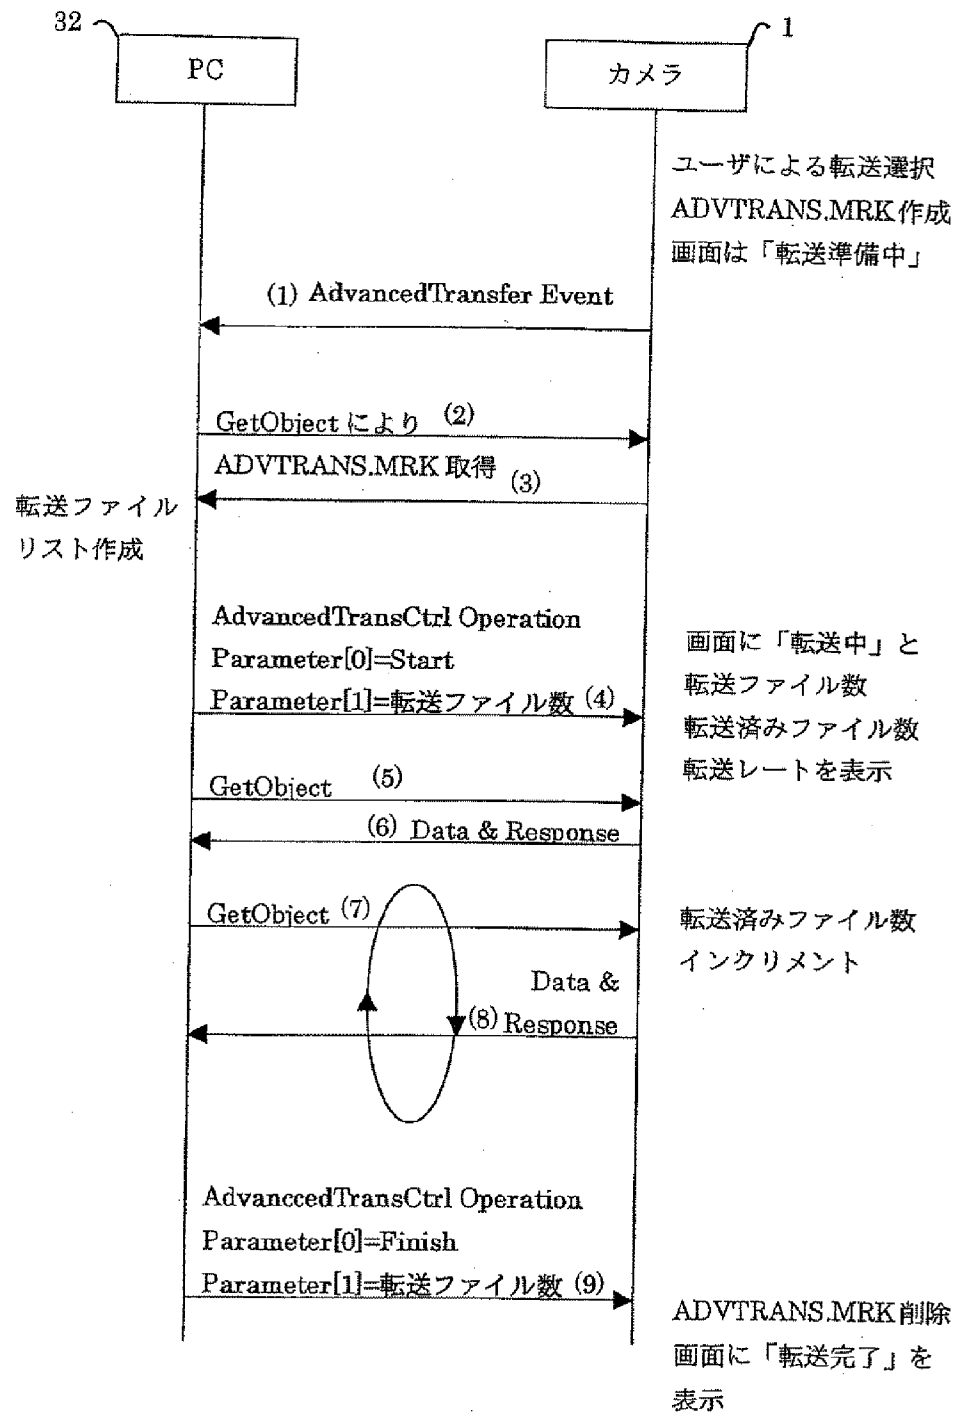 32
1
PC
カメラ
ユーザによる転送選択
ADVTRANS.MRK作成
画面は「転送準備中」
(1) AdvancedTransfer Event
GetObjectにより (2)
ADVTRANS.MRK 取得 (3)
転送ファイル
リスト作成
AdvancedTransCtrl Operation
Parameter[0]=Start
Parameter[1]=転送ファイル数 (4)
画面に「転送中」と
転送ファイル数
転送済みファイル数
転送レートを表示
GetObject (5)
(6) Data & Response
GetObject (7)
転送済みファイル数
インクリメント
Data &
(8) Response
AdvanccedTransCtrl Operation
Parameter[0]=Finish
Parameter[1]=転送ファイル数 (9)
ADVTRANS.MRK削除
画面に「転送完了」を
表示